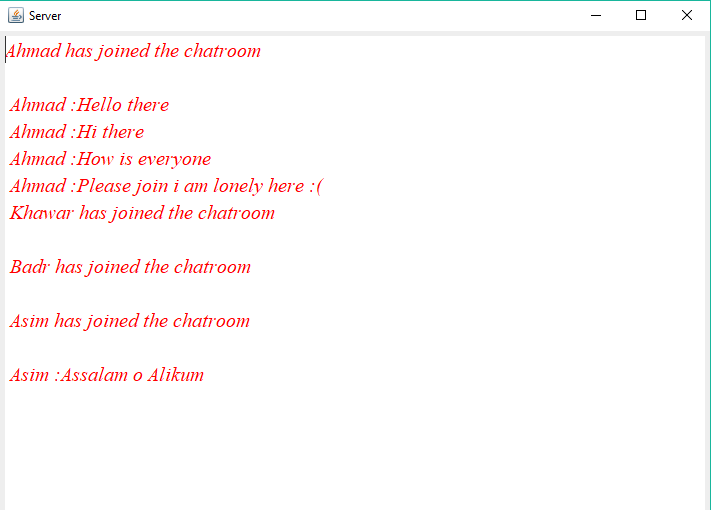 Server
Ahmad has joined the chatroom
Ahmad :Hello there
Ahmad :Hi there
Ahmad :How is everyone
Ahmad :Please join i am lonely here :(
Khawar has joined the chatroom
Badr has joined the chatroom
Asim has joined the chatroom
Asim :Assalam o Alikum